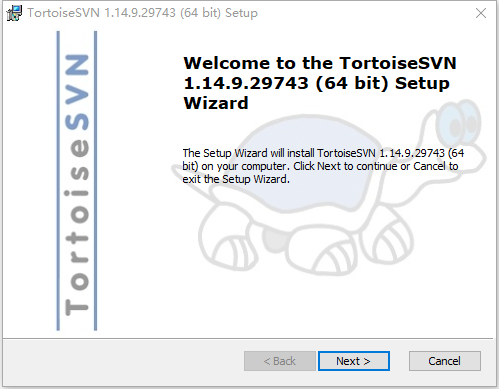 TortoiseSVN 1.14.9.29743 (64 bit) Setup
TortoiseSVN
Welcome to the TortoiseSVN
1.14.9.29743 (64 bit) Setup
Wizard
The Setup Wizard will install TortoiseSVN 1.14.9.29743 (64
bit) on your computer. Click Next to continue or Cancel to
exit the Setup Wizard.
< Back
Next >
Cancel